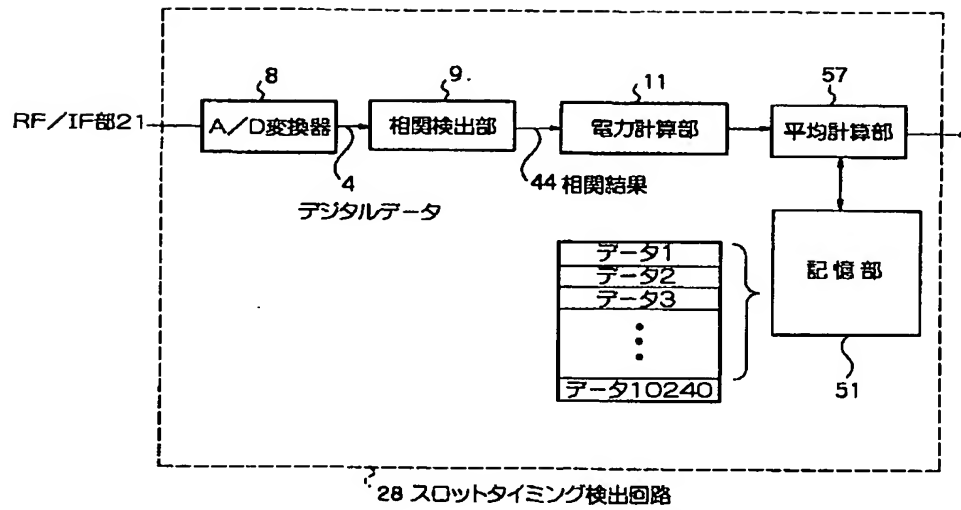 8
9.
11
57
RF/IF部21
A/D変換器
相関検出部
電力計算部
平均計算部
4
デジタルデータ
44 相関結果
データ1
データ2
データ3
データ10240
記憶部
51
28 スロットタイミング検出回路